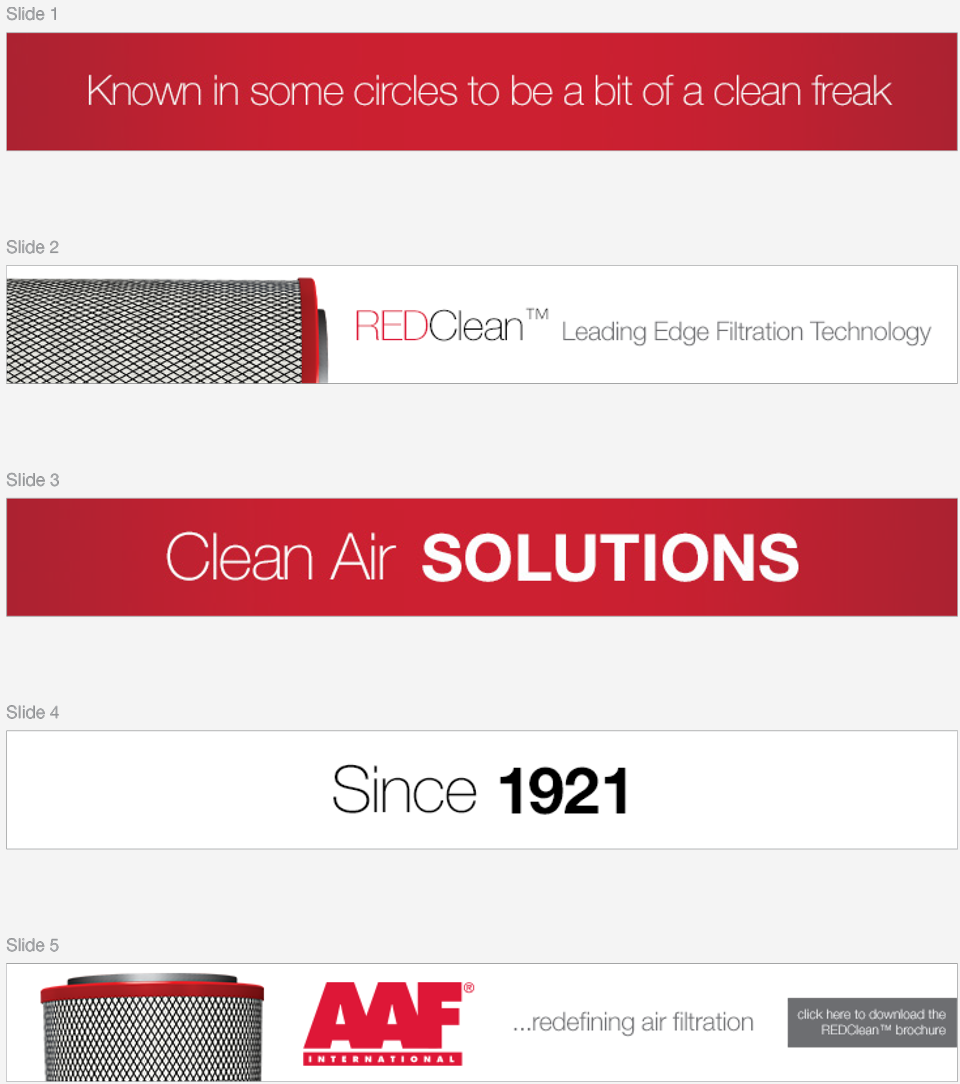 Slide 1
Known in some circles to be a bit of a clean freak
Slide 2
REDClean™ Leading Edge Filtration Technology
Slide 3
Clean Air SOLUTIONS
Slide 4
Since 1921
Slide 5
AAF®
INTERNATIONAL
...redefining air filtration
click here to download the
REDClean™ brochure